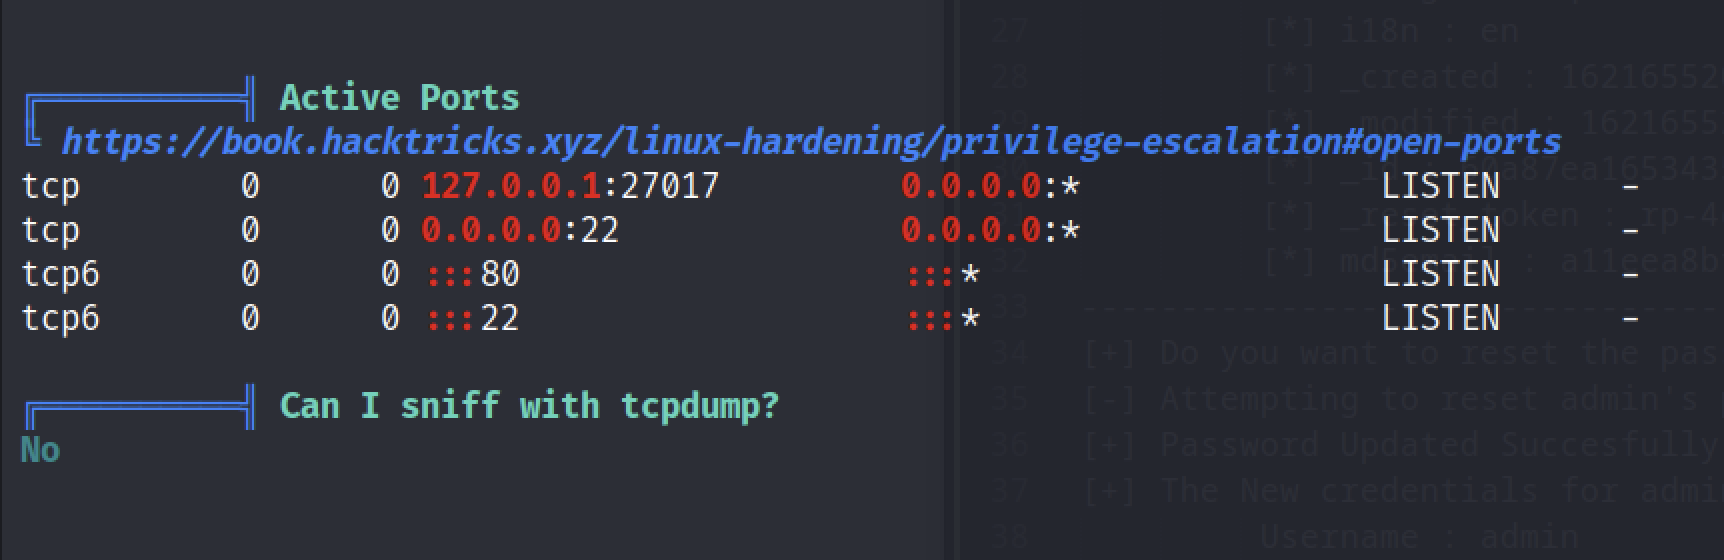 Active Ports
https://book.hacktricks.xyz/linux-hardening/privilege-escalation#open-ports
tcp 0 0 127.0.0.1:27017 0.0.0.0:* LISTEN -
tcp 0 0 0.0.0.0:22 0.0.0.0:* LISTEN -
tcp6 0 0 :::80 :::* LISTEN -
tcp6 0 0 :::22 :::* LISTEN -
Can I sniff with tcpdump?
No
27 [*] i18n : en
28 [*] _created : 16216552
[*] _modified : 1621655
[*] a87ea165343
[*] token : rp-4
32 [*] : a11eea8b
33
34 [+] Do you want to reset the pas
35 [-] Attempting to reset admin's
36 [+] Password Updated Succesfully
37 [+] The New credentials for admi
38 Username : admin